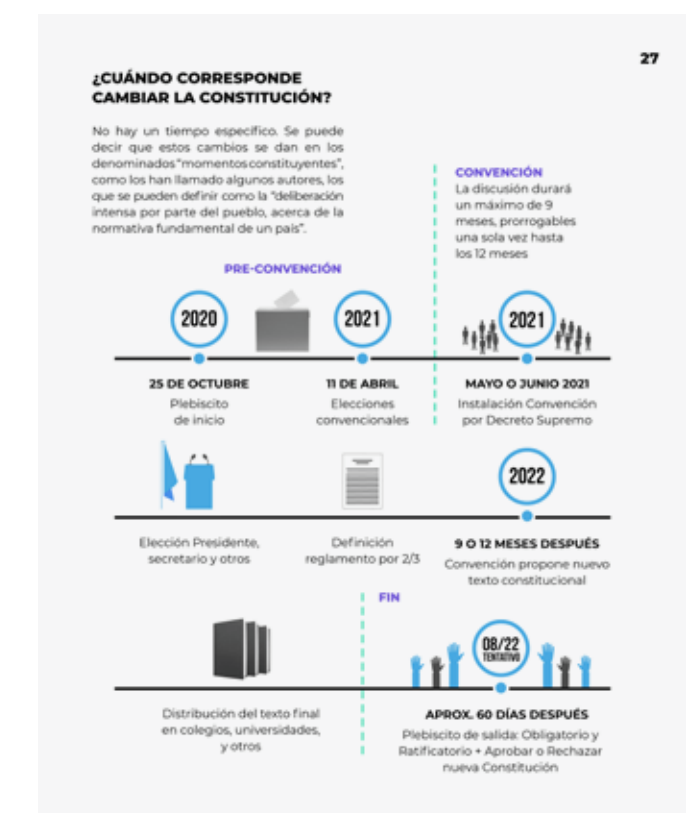 27
¿CUÁNDO CORRESPONDE
CAMBIAR LA CONSTITUCIÓN?
No hay un tiempo específico. Se puede
decir que estos cambios se dan en los
denominados "momentos constituyentes",
como los han llamado algunos autores, los
que se pueden definir como la "deliberación
intensa por parte del pueblo, acerca de la
normativa fundamental de un país".
CONVENCIÓN
La discusión durará
un máximo de 9
meses, prorrogables
una sola vez hasta
los 12 meses
PRE-CONVENCIÓN
2020
2021
2021
25 DE OCTUBRE
Plebiscito
de inicio
11 DE ABRIL
Elecciones
convencionales
MAYO O JUNIO 2021
Instalación Convención
por Decreto Supremo
2022
Elección Presidente,
secretario y otros
Definición
reglamento por 2/3
9 O 12 MESES DESPUÉS
Convención propone nuevo
texto constitucional
FIN
08/22
TENTATIVO
Distribución del texto final
en colegios, universidades,
y otros
APROX. 60 DÍAS DESPUÉS
Plebiscito de salida: Obligatorio y
Ratificatorio + Aprobar o Rechazar
nueva Constitución